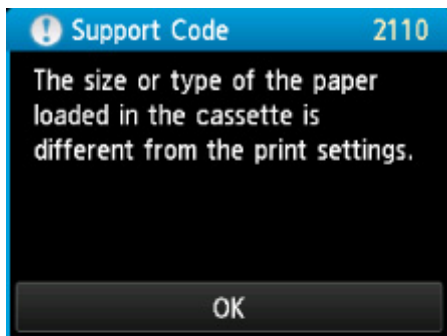 Support Code 2110
The size or type of the paper
loaded in the cassette is
different from the print settings.
OK